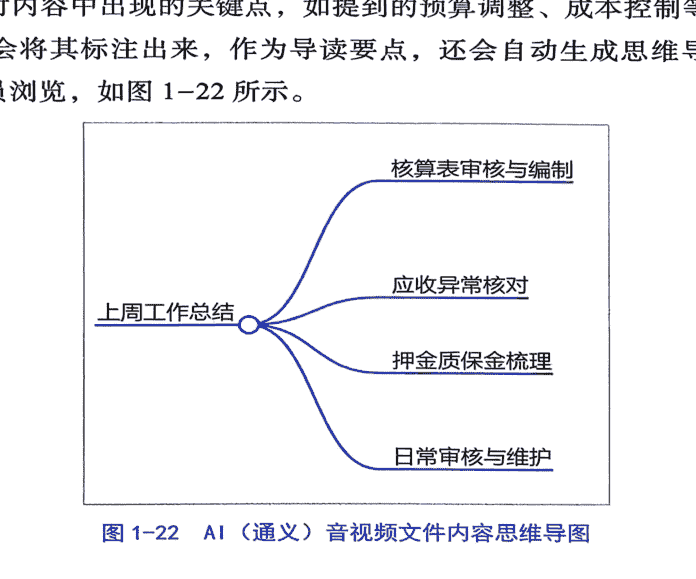 内容中出现的关键点，如提到的预算调整、成本控制等
会将其标注出来，作为导读要点，还会自动生成思维导
浏览，如图 1-22 所示。
核算表审核与编制
应收异常核对
上周工作总结
押金质保金梳理
日常审核与维护
图 1-22 AI（通义）音视频文件内容思维导图